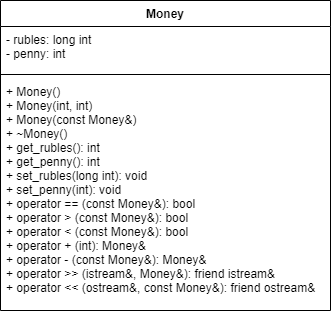 Money
- rubles: long int
- penny: int
+ Money()
+ Money(int, int)
+ Money(const Money&)
+ ~Money()
+ get_rubles(): int
+ get_penny(): int
+ set_rubles(long int): void
+ set_penny(int): void
+ operator == (const Money&): bool
+ operator > (const Money&): bool
+ operator < (const Money&): bool
+ operator + (int): Money&
+ operator - (const Money&): Money&
+ operator >> (istream&, Money&): friend istream&
+ operator << (ostream&, const Money&): friend ostream&